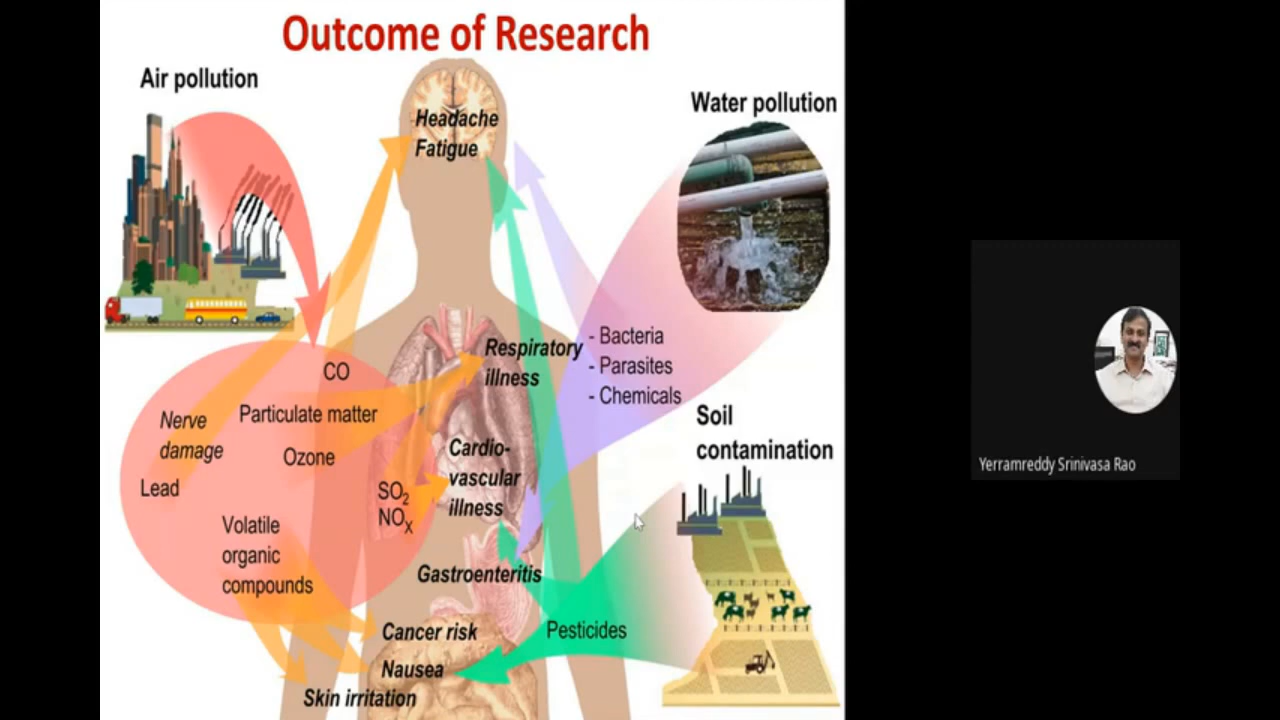 Outcome of Research
Air pollution
Water pollution
Headache
Fatigue
- Bacteria
- Parasites
- Chemicals
Respiratory
illness
CO
Particulate matter
Nerve
damage
Ozone
Lead
SO2
NOX
Cardio-
vascular
illness
Soil
contamination
Volatile
organic
compounds
Gastroenteritis
Cancer risk
Pesticides
Nausea
Skin irritation
Yerramreddy Srinivasa Rao